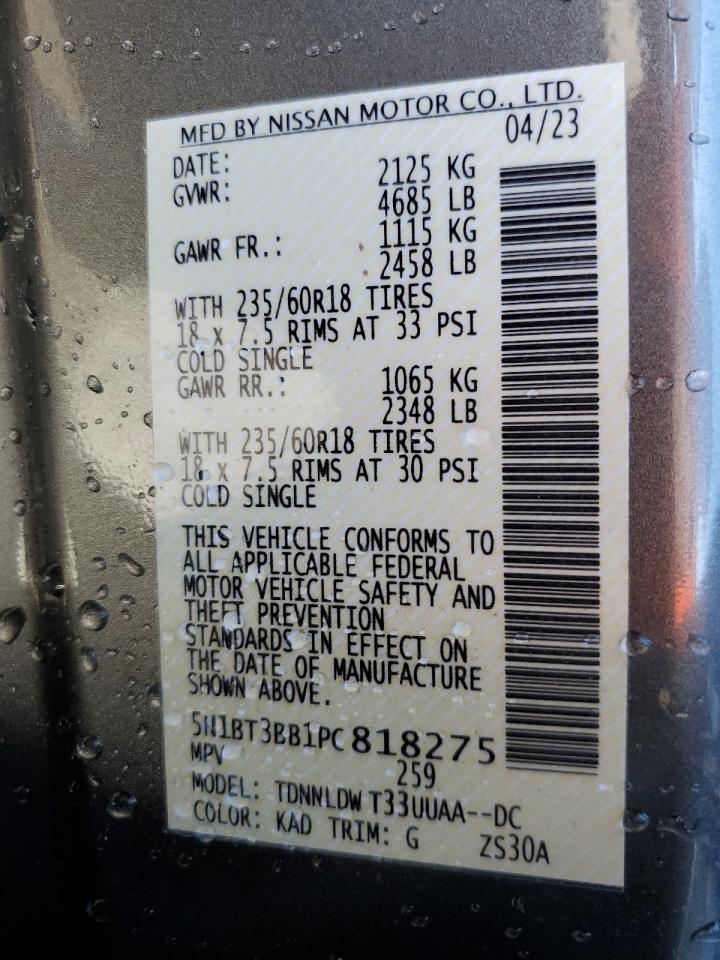 MFD BY NISSAN MOTOR CO., LTD.
DATE: 04/23
GVWR: 2125 KG
4685 LB
GAWR FR.: 1115 KG
2458 LB
WITH 235/60R18 TIRES
18 x 7.5 RIMS AT 33 PSI
COLD SINGLE
GAWR RR.: 1065 KG
2348 LB
WITH 235/60R18 TIRES
18 x 7.5 RIMS AT 30 PSI
COLD SINGLE
THIS VEHICLE CONFORMS TO
ALL APPLICABLE FEDERAL
MOTOR VEHICLE SAFETY AND
THEFT PREVENTION
STANDARDS IN EFFECT ON
THE DATE OF MANUFACTURE
SHOWN ABOVE.
5N1BT3BB1PC818275
MPV 259
MODEL: TDNNLDW T33UUAA--DC
COLOR: KAD TRIM: G ZS30A